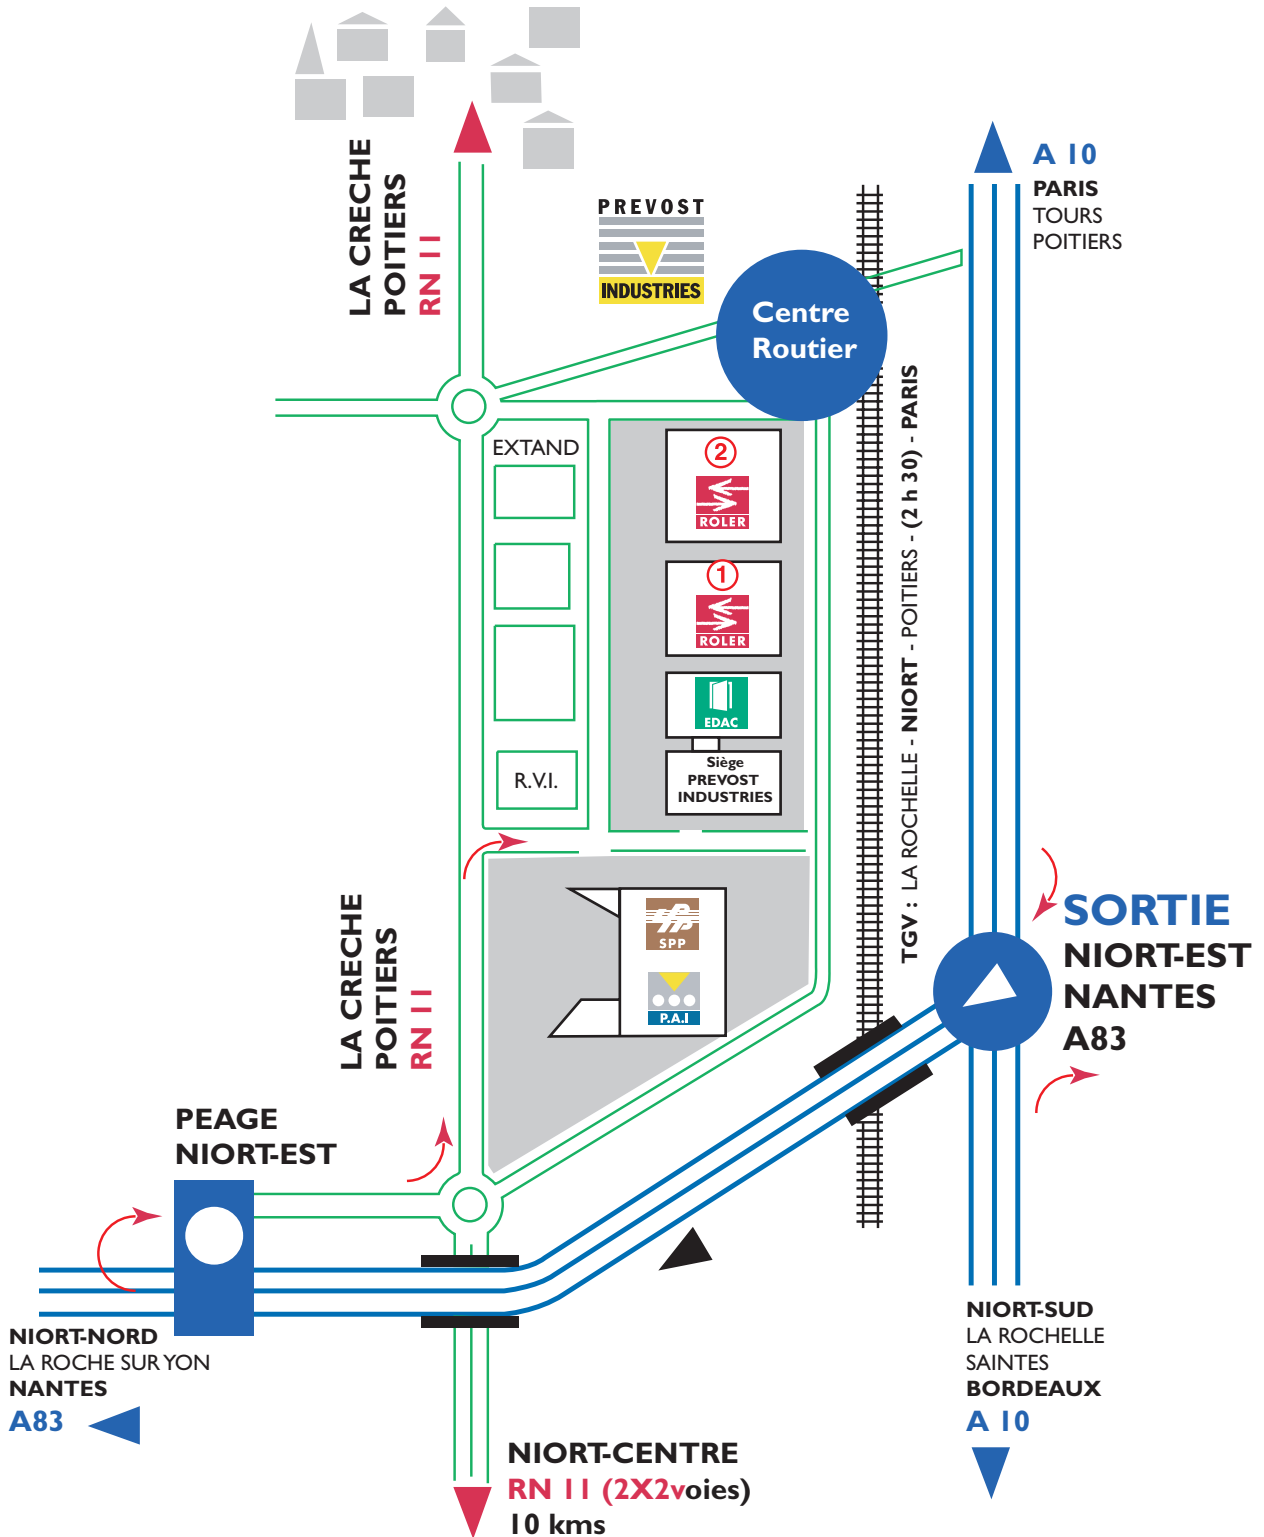 A 10
PARIS
TOURS
POITIERS
LA CRECHE
POITIERS
RN 11
PREVOST
INDUSTRIES
Centre
Routier
EXTAND
2
ROLER
1
ROLER
EDAC
Siège
PREVOST
INDUSTRIES
R.V.I.
TGV : LA ROCHELLE - NIORT - POITIERS - (2 h 30) - PARIS
SPP
P.A.I
LA CRECHE
POITIERS
RN 11
SORTIE
NIORT-EST
NANTES
A83
PEAGE
NIORT-EST
NIORT-NORD
LA ROCHE SUR YON
NANTES
A83
NIORT-SUD
LA ROCHELLE
SAINTES
BORDEAUX
A 10
NIORT-CENTRE
RN 11 (2X2voies)
10 kms